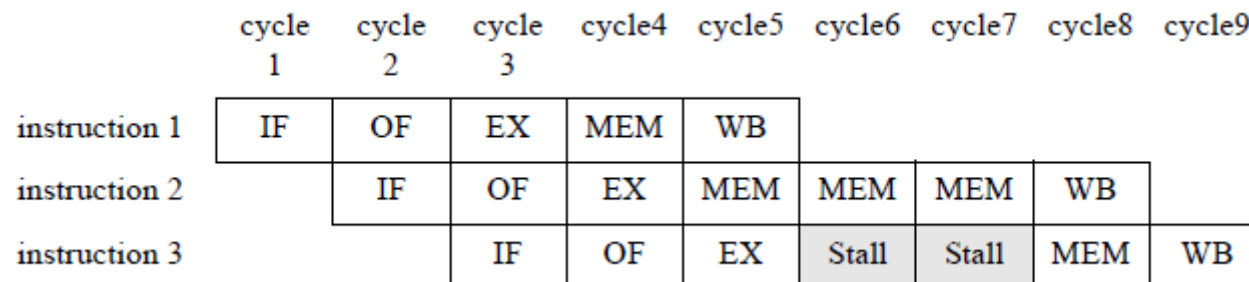 cycle cycle cycle cycle4 cycle5 cycle6 cycle7 cycle8 cycle9
1 2 3
instruction 1 IF OF EX MEM WB
instruction 2 IF OF EX MEM MEM MEM WB
instruction 3 IF OF EX Stall Stall MEM WB